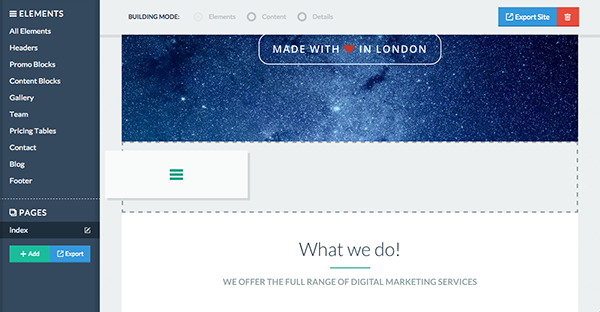 ELEMENTS
All Elements
Headers
Promo Blocks
Content Blocks
Gallery
Team
Pricing Tables
Contact
Blog
Footer
PAGES
index
Add Export
BUILDING MODE: Elements Content Details
Export Site
MADE WITH IN LONDON
What we do!
WE OFFER THE FULL RANGE OF DIGITAL MARKETING SERVICES